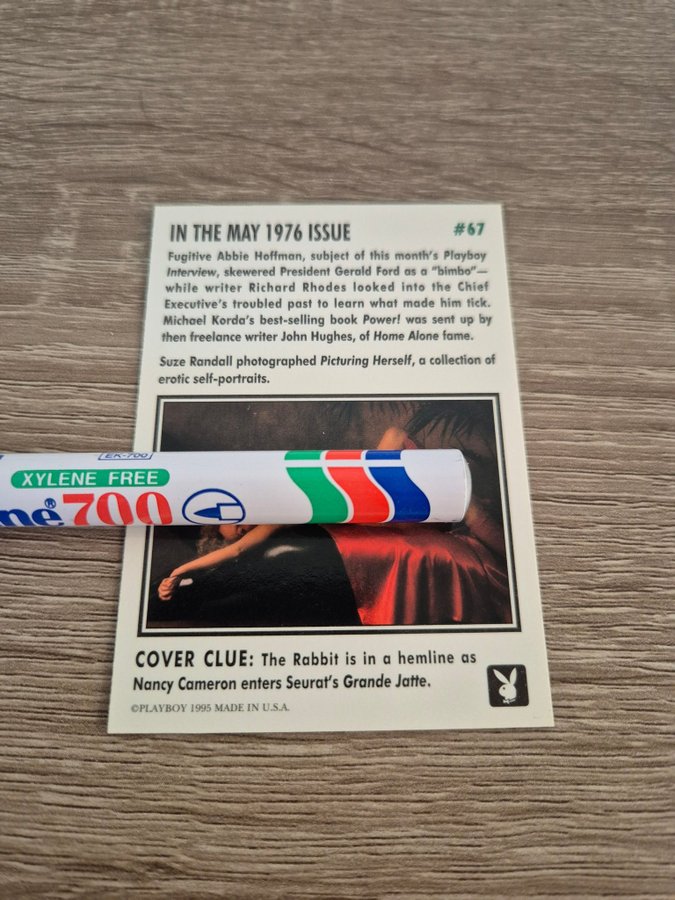 IN THE MAY 1976 ISSUE #67
Fugitive Abbie Hoffman, subject of this month's Playboy
Interview, skewered President Gerald Ford as a "bimbo"—
while writer Richard Rhodes looked into the Chief
Executive's troubled past to learn what made him tick.
Michael Korda's best-selling book Power! was sent up by
then freelance writer John Hughes, of Home Alone fame.
Suze Randall photographed Picturing Herself, a collection of
erotic self-portraits.
EK-700
XYLENE FREE
ne® 700
COVER CLUE: The Rabbit is in a hemline as
Nancy Cameron enters Seurat's Grande Jatte.
©PLAYBOY 1995 MADE IN U.S.A.